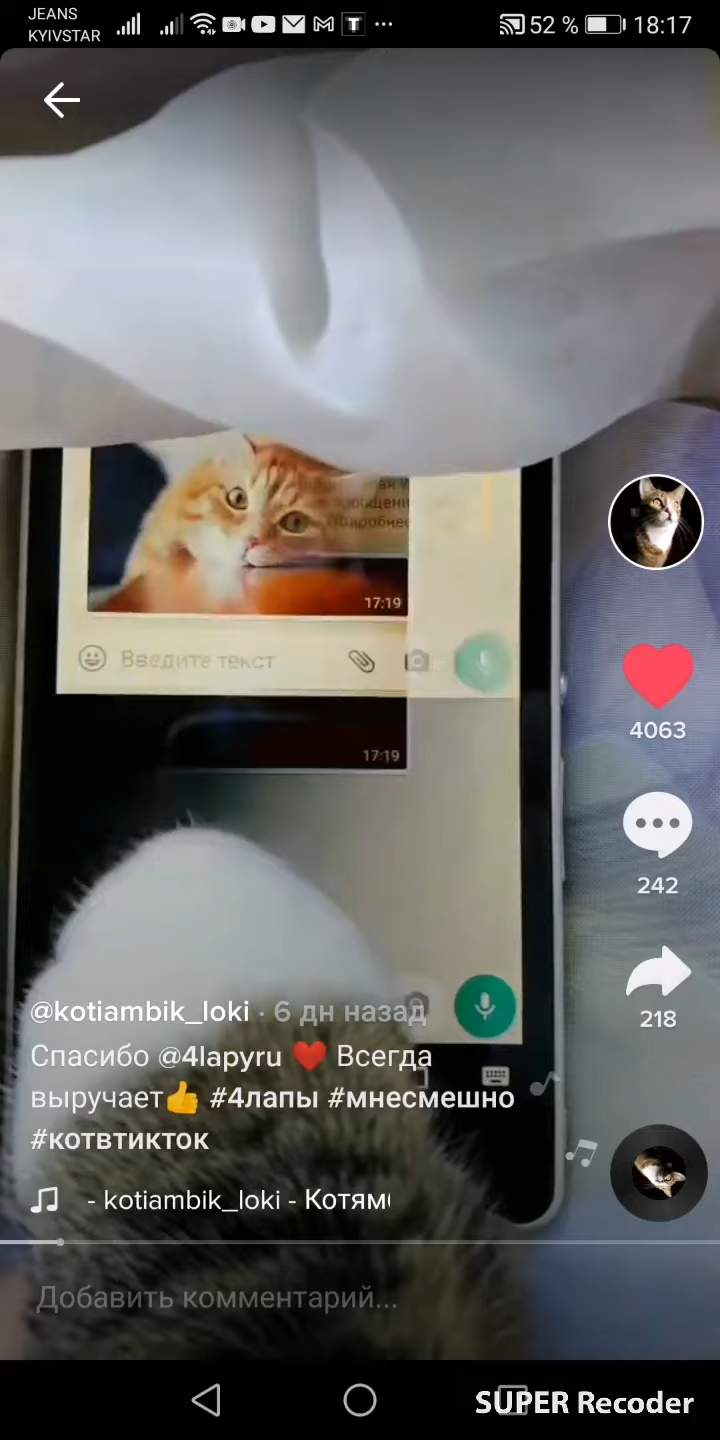 JEANS
KYIVSTAR
52 %
18:17
Подробнее
17:19
Введите текст
17:19
4063
242
218
@kotiambik_loki · 6 дн назад
Спасибо @4lapyru ❤️ Всегда
выручает👍 #4лапы #мнесмешно
#котвтикток
- kotiambik_loki - Котям
Добавить комментарий...
SUPER Recoder